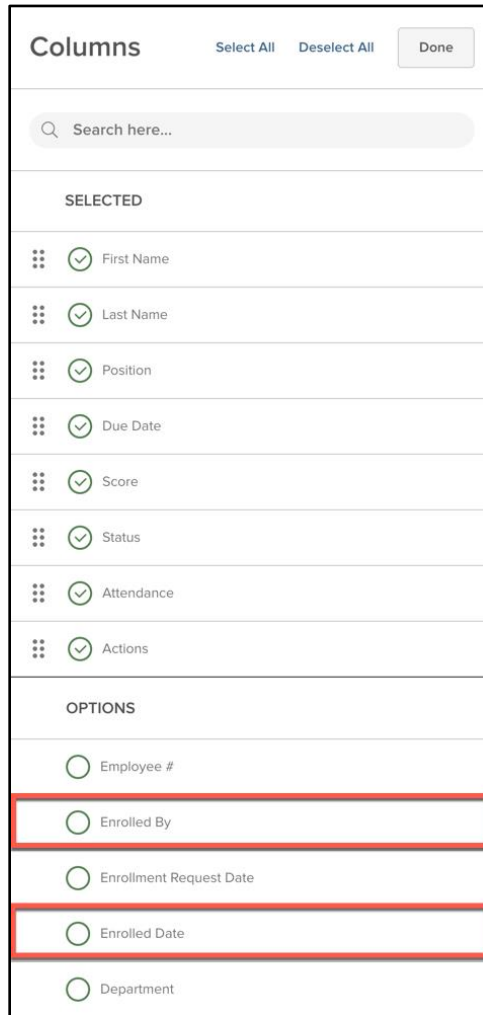 Columns Select All Deselect All Done
Search here...
SELECTED
First Name
Last Name
Position
Due Date
Score
Status
Attendance
Actions
OPTIONS
Employee #
Enrolled By
Enrollment Request Date
Enrolled Date
Department